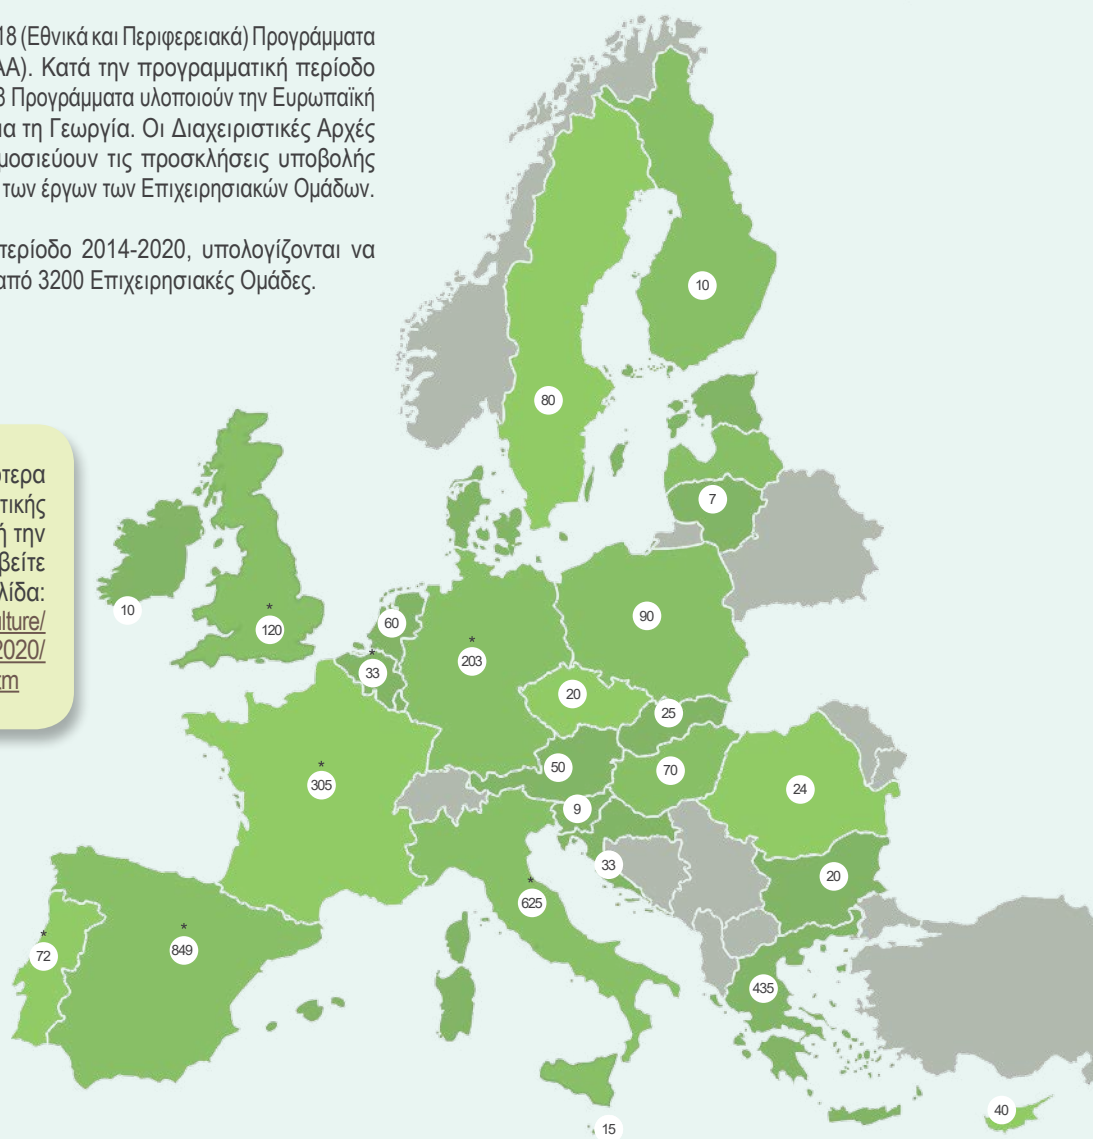 18 (Εθνικά και Περιφερειακά) Προγράμματα
ΑΑ). Κατά την προγραμματική περίοδο
3 Προγράμματα υλοποιούν την Ευρωπαϊκή
ια τη Γεωργία. Οι Διαχειριστικές Αρχές
μοσιεύουν τις προσκλήσεις υποβολής
των έργων των Επιχειρησιακών Ομάδων.
περίοδο 2014-2020, υπολογίζονται να
από 3200 Επιχειρησιακές Ομάδες.
ότερα
τικής
ή την
βείτε
λίδα:
lture/
2020/
tm
10
80
7
10
*
120
60
*
33
*
203
90
20
25
50
70
*
305
9
24
33
20
*
625
*
72
*
849
435
40
15